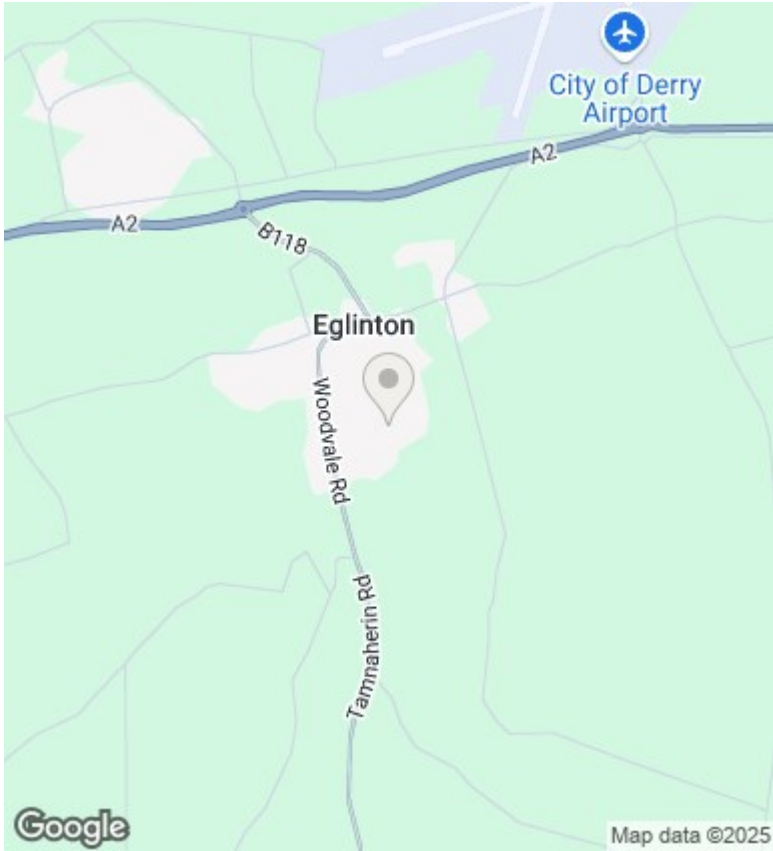 City of Derry
Airport
A2
A2
B118
Eglinton
Woodvale Rd
Tamnaherin Rd
Google
Map data ©2025